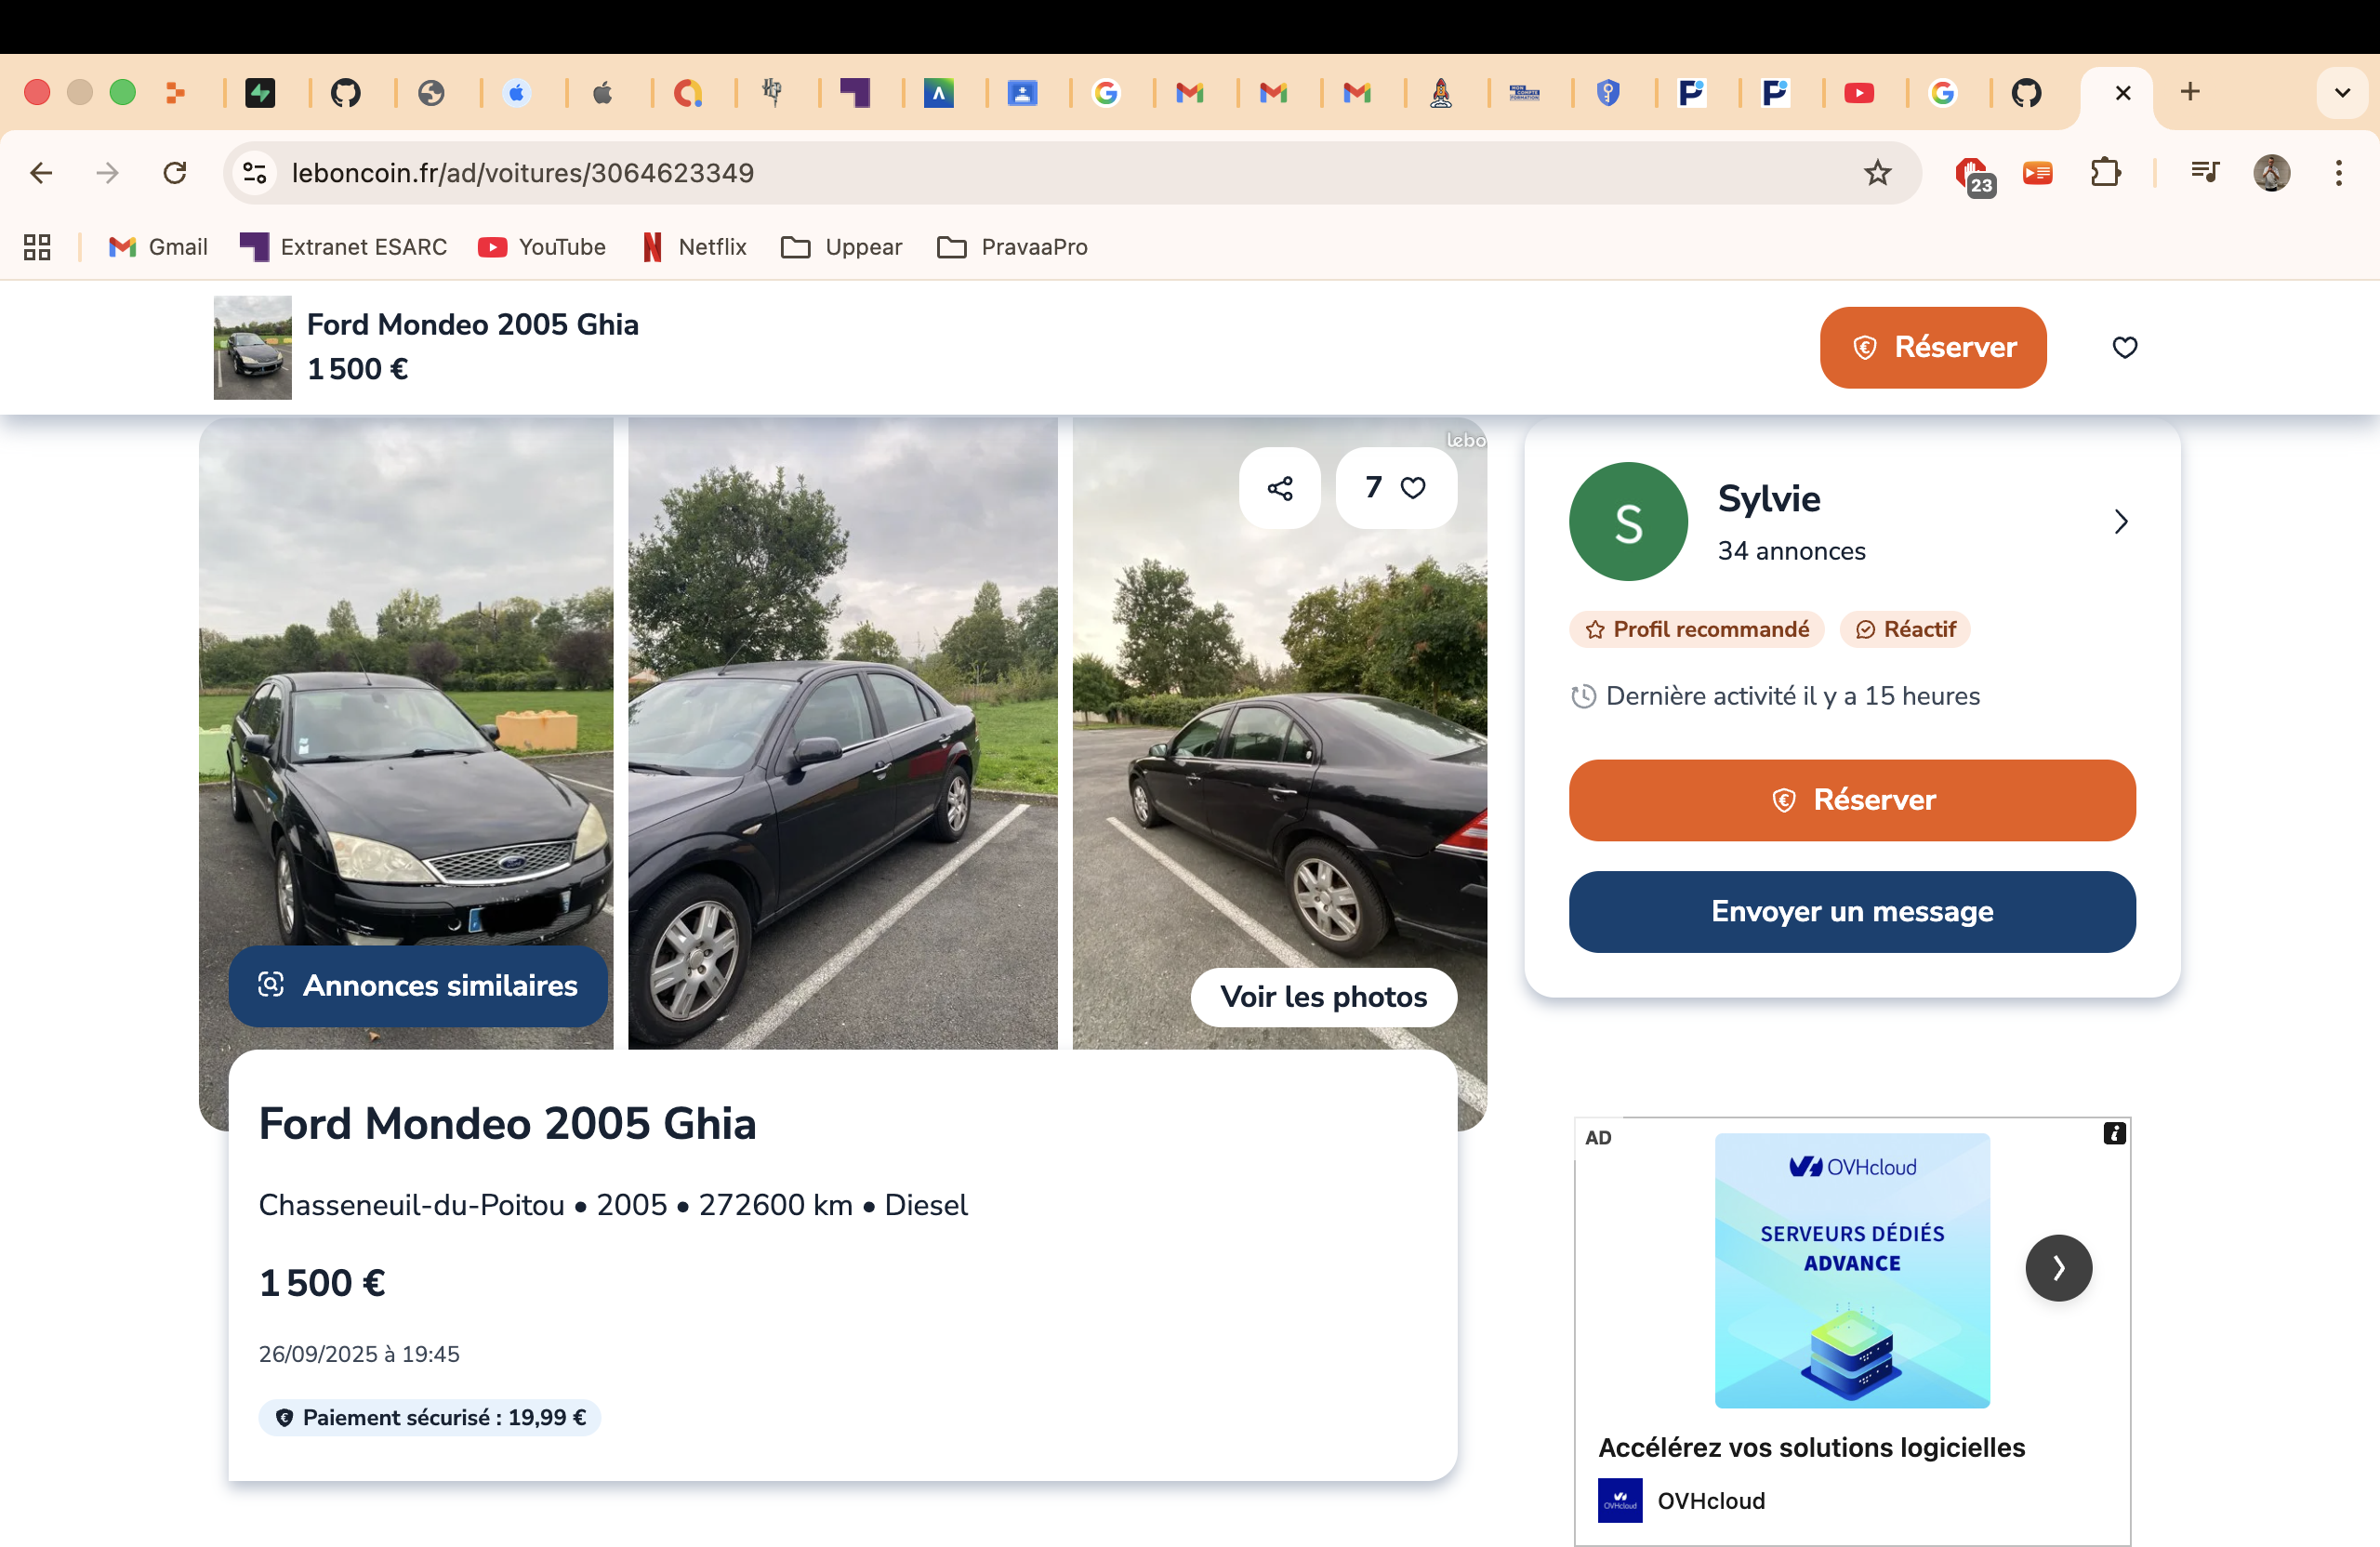 leboncoin.fr/ad/voitures/3064623349
23
Gmail
Extranet ESARC
YouTube
Netflix
Uppear
PravaaPro
Ford Mondeo 2005 Ghia
1 500 €
Réserver
lebo
7
Annonces similaires
Voir les photos
Ford Mondeo 2005 Ghia
Chasseneuil-du-Poitou • 2005 • 272600 km • Diesel
1 500 €
26/09/2025 à 19:45
Paiement sécurisé : 19,99 €
S
Sylvie
34 annonces
Profil recommandé
Réactif
Dernière activité il y a 15 heures
Réserver
Envoyer un message
AD
OVHcloud
SERVEURS DÉDIÉS
ADVANCE
Accélérez vos solutions logicielles
OVHcloud
OVHcloud